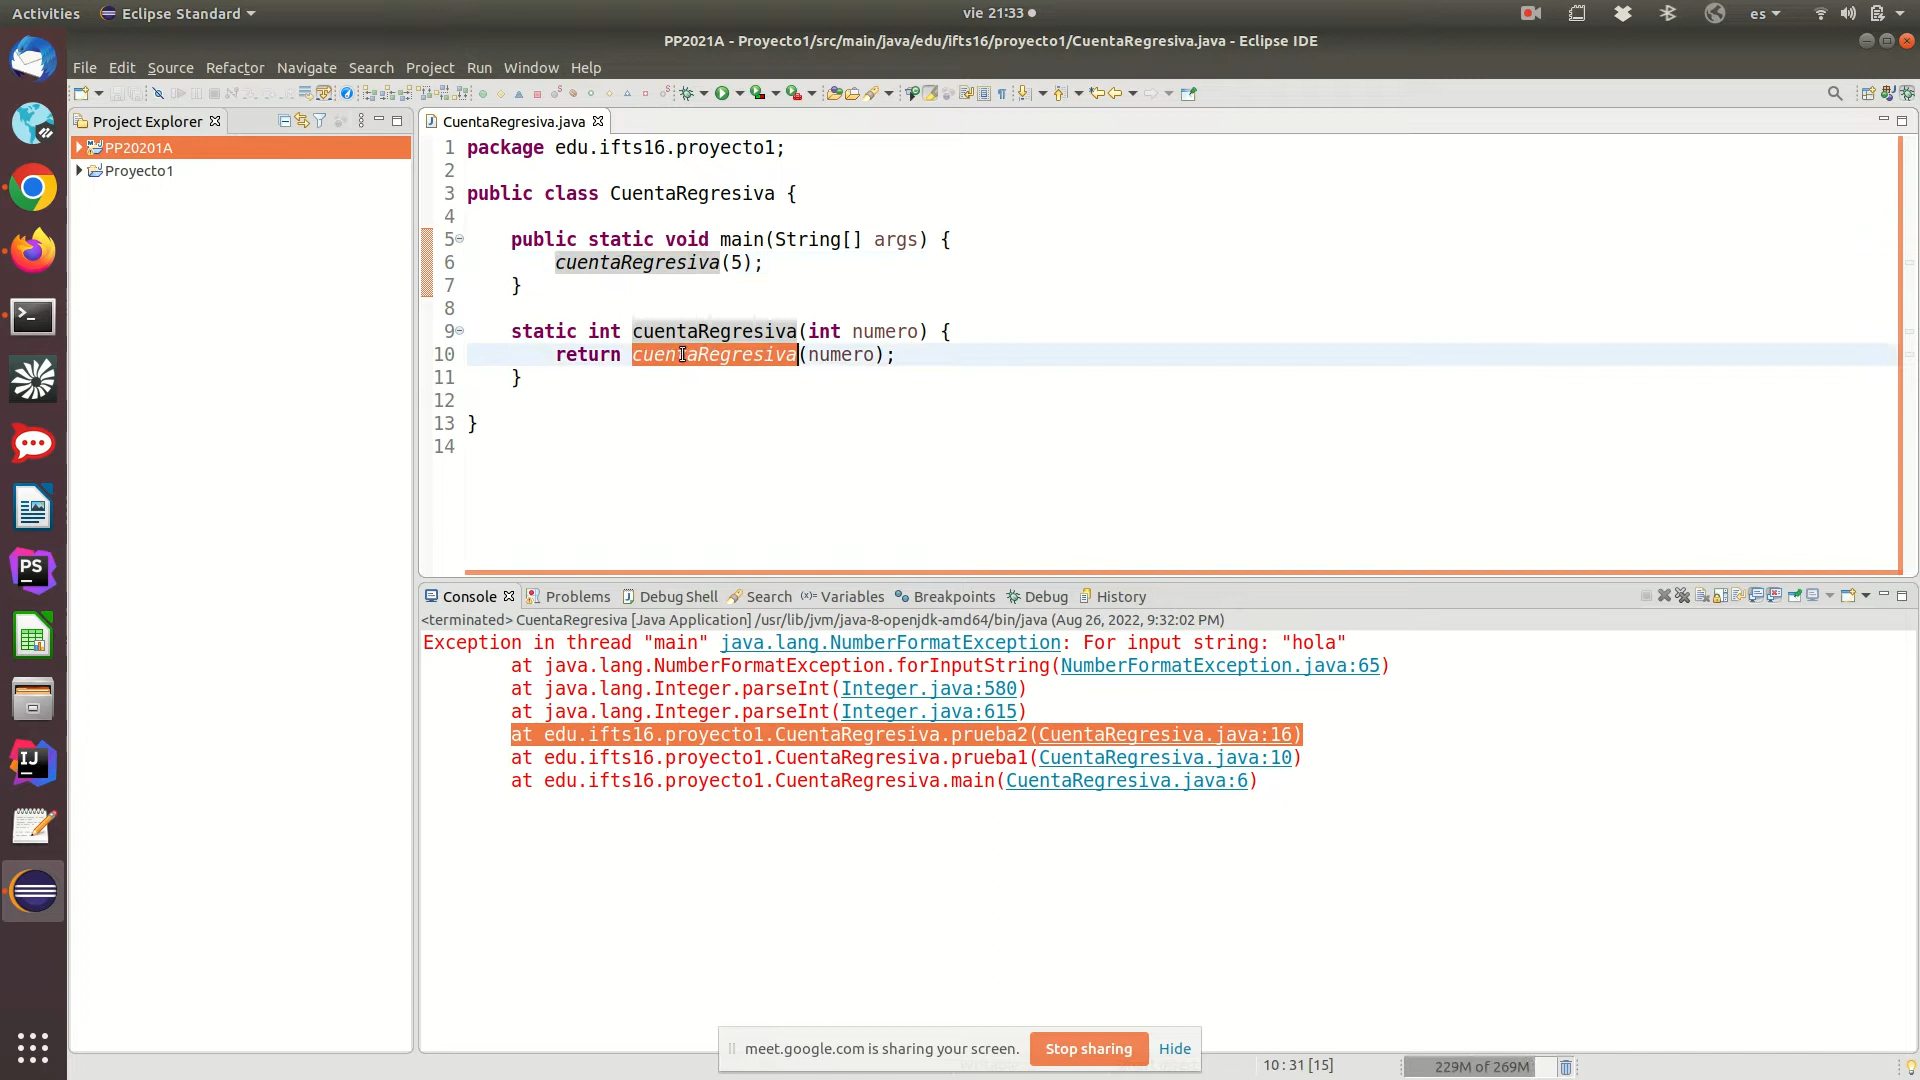 Activities Eclipse Standard vie 21:33 es
PP2021A - Proyecto1/src/main/java/edu/ifts16/proyecto1/CuentaRegresiva.java - Eclipse IDE
File Edit Source Refactor Navigate Search Project Run Window Help
Project Explorer
PP20201A
Proyecto1
CuentaRegresiva.java
1 package edu.ifts16.proyecto1;
2
3 public class CuentaRegresiva {
4
5 public static void main(String[] args) {
6 cuentaRegresiva(5);
7 }
8
9 static int cuentaRegresiva(int numero) {
10 return cuentaRegresiva(numero);
11 }
12
13 }
14
Console Problems Debug Shell Search Variables Breakpoints Debug History
<terminated> CuentaRegresiva [Java Application] /usr/lib/jvm/java-8-openjdk-amd64/bin/java (Aug 26, 2022, 9:32:02 PM)
Exception in thread "main" java.lang.NumberFormatException: For input string: "hola"
at java.lang.NumberFormatException.forInputString(NumberFormatException.java:65)
at java.lang.Integer.parseInt(Integer.java:580)
at java.lang.Integer.parseInt(Integer.java:615)
at edu.ifts16.proyecto1.CuentaRegresiva.prueba2(CuentaRegresiva.java:16)
at edu.ifts16.proyecto1.CuentaRegresiva.prueba1(CuentaRegresiva.java:10)
at edu.ifts16.proyecto1.CuentaRegresiva.main(CuentaRegresiva.java:6)
meet.google.com is sharing your screen. Stop sharing Hide
10 : 31 [15] 229M of 269M
PS
IJ